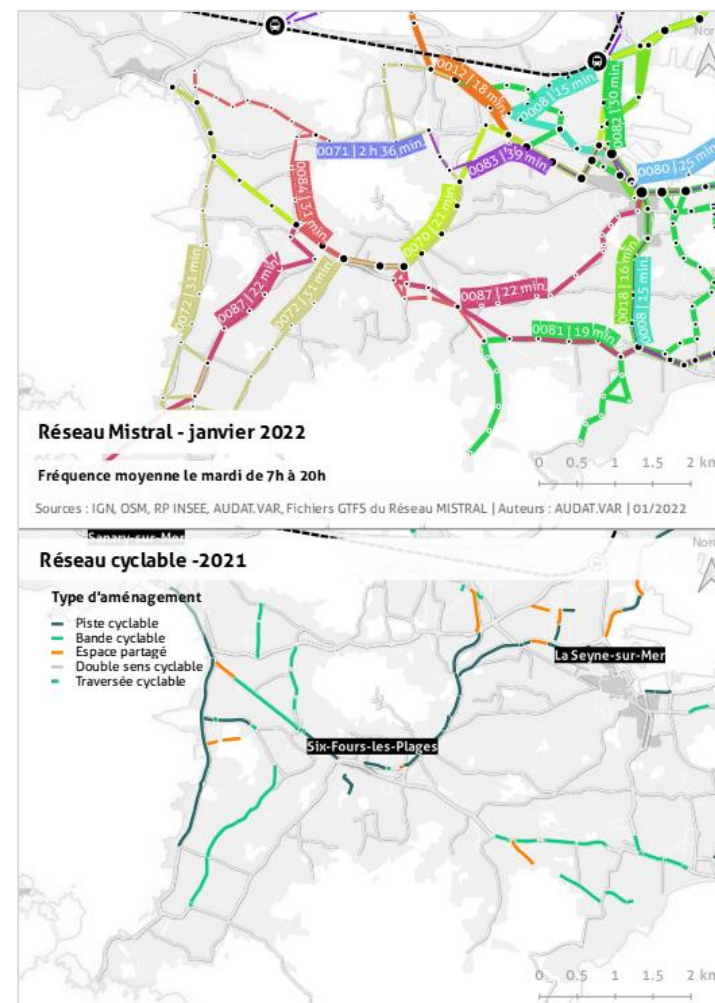 Nord
0012 | 18 min.
0008 | 15 min.
0082 | 30 min.
0071 | 2 h 36 min.
0083 | 39 min.
0080 | 25 min.
0084 | 31 min.
0070 | 21 min.
0072 | 31 min.
0087 | 22 min.
0072 | 31 min.
0087 | 22 min.
0018 | 16 min.
0008 | 15 min.
0081 | 19 min.
Réseau Mistral - janvier 2022
Fréquence moyenne le mardi de 7h à 20h
0 0.5 1 1.5 2 km
Sources : IGN, OSM, RP INSEE, AUDAT.VAR, Fichiers GTFS du Réseau MISTRAL | Auteurs : AUDAT.VAR | 01/2022
Sanary-sur-Mer
Réseau cyclable -2021
Nord
Type d'aménagement
Piste cyclable
Bande cyclable
Espace partagé
Double sens cyclable
Traversée cyclable
La Seyne-sur-Mer
Six-Fours-les-Plages
0 0.5 1 1.5 2 km